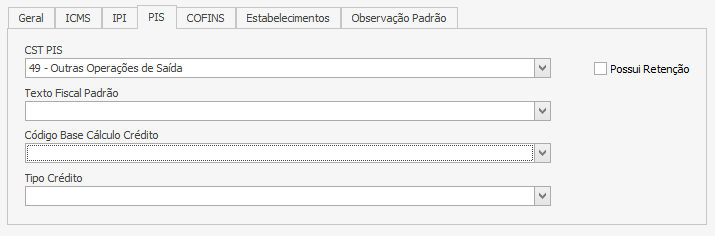 Geral ICMS IPI PIS COFINS Estabelecimentos Observação Padrão
CST PIS
49 - Outras Operações de Saída
Possui Retenção
Texto Fiscal Padrão
Código Base Cálculo Crédito
Tipo Crédito